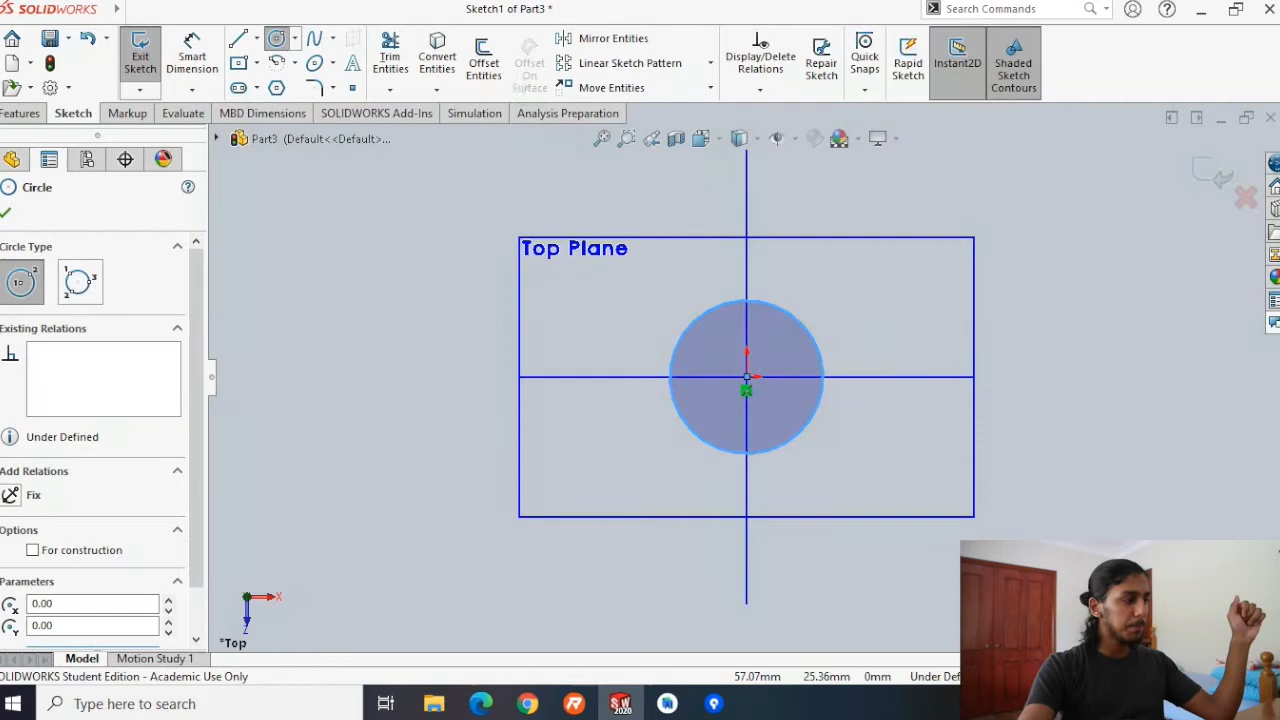 SOLIDWORKS
Sketch1 of Part3 *
Search Commands
Exit Sketch
Smart Dimension
Trim Entities
Convert Entities
Offset Entities
Offset On Surface
Mirror Entities
Linear Sketch Pattern
Move Entities
Display/Delete Relations
Repair Sketch
Quick Snaps
Rapid Sketch
Instant2D
Shaded Sketch Contours
Features
Sketch
Markup
Evaluate
MBD Dimensions
SOLIDWORKS Add-Ins
Simulation
Analysis Preparation
Part3 (Default<<Default>...
Circle
Circle Type
Existing Relations
Under Defined
Add Relations
Fix
Options
For construction
Parameters
0.00
0.00
Top Plane
X
Z
*Top
Model
Motion Study 1
SOLIDWORKS Student Edition - Academic Use Only
57.07mm
25.36mm
0mm
Under Def
Type here to search